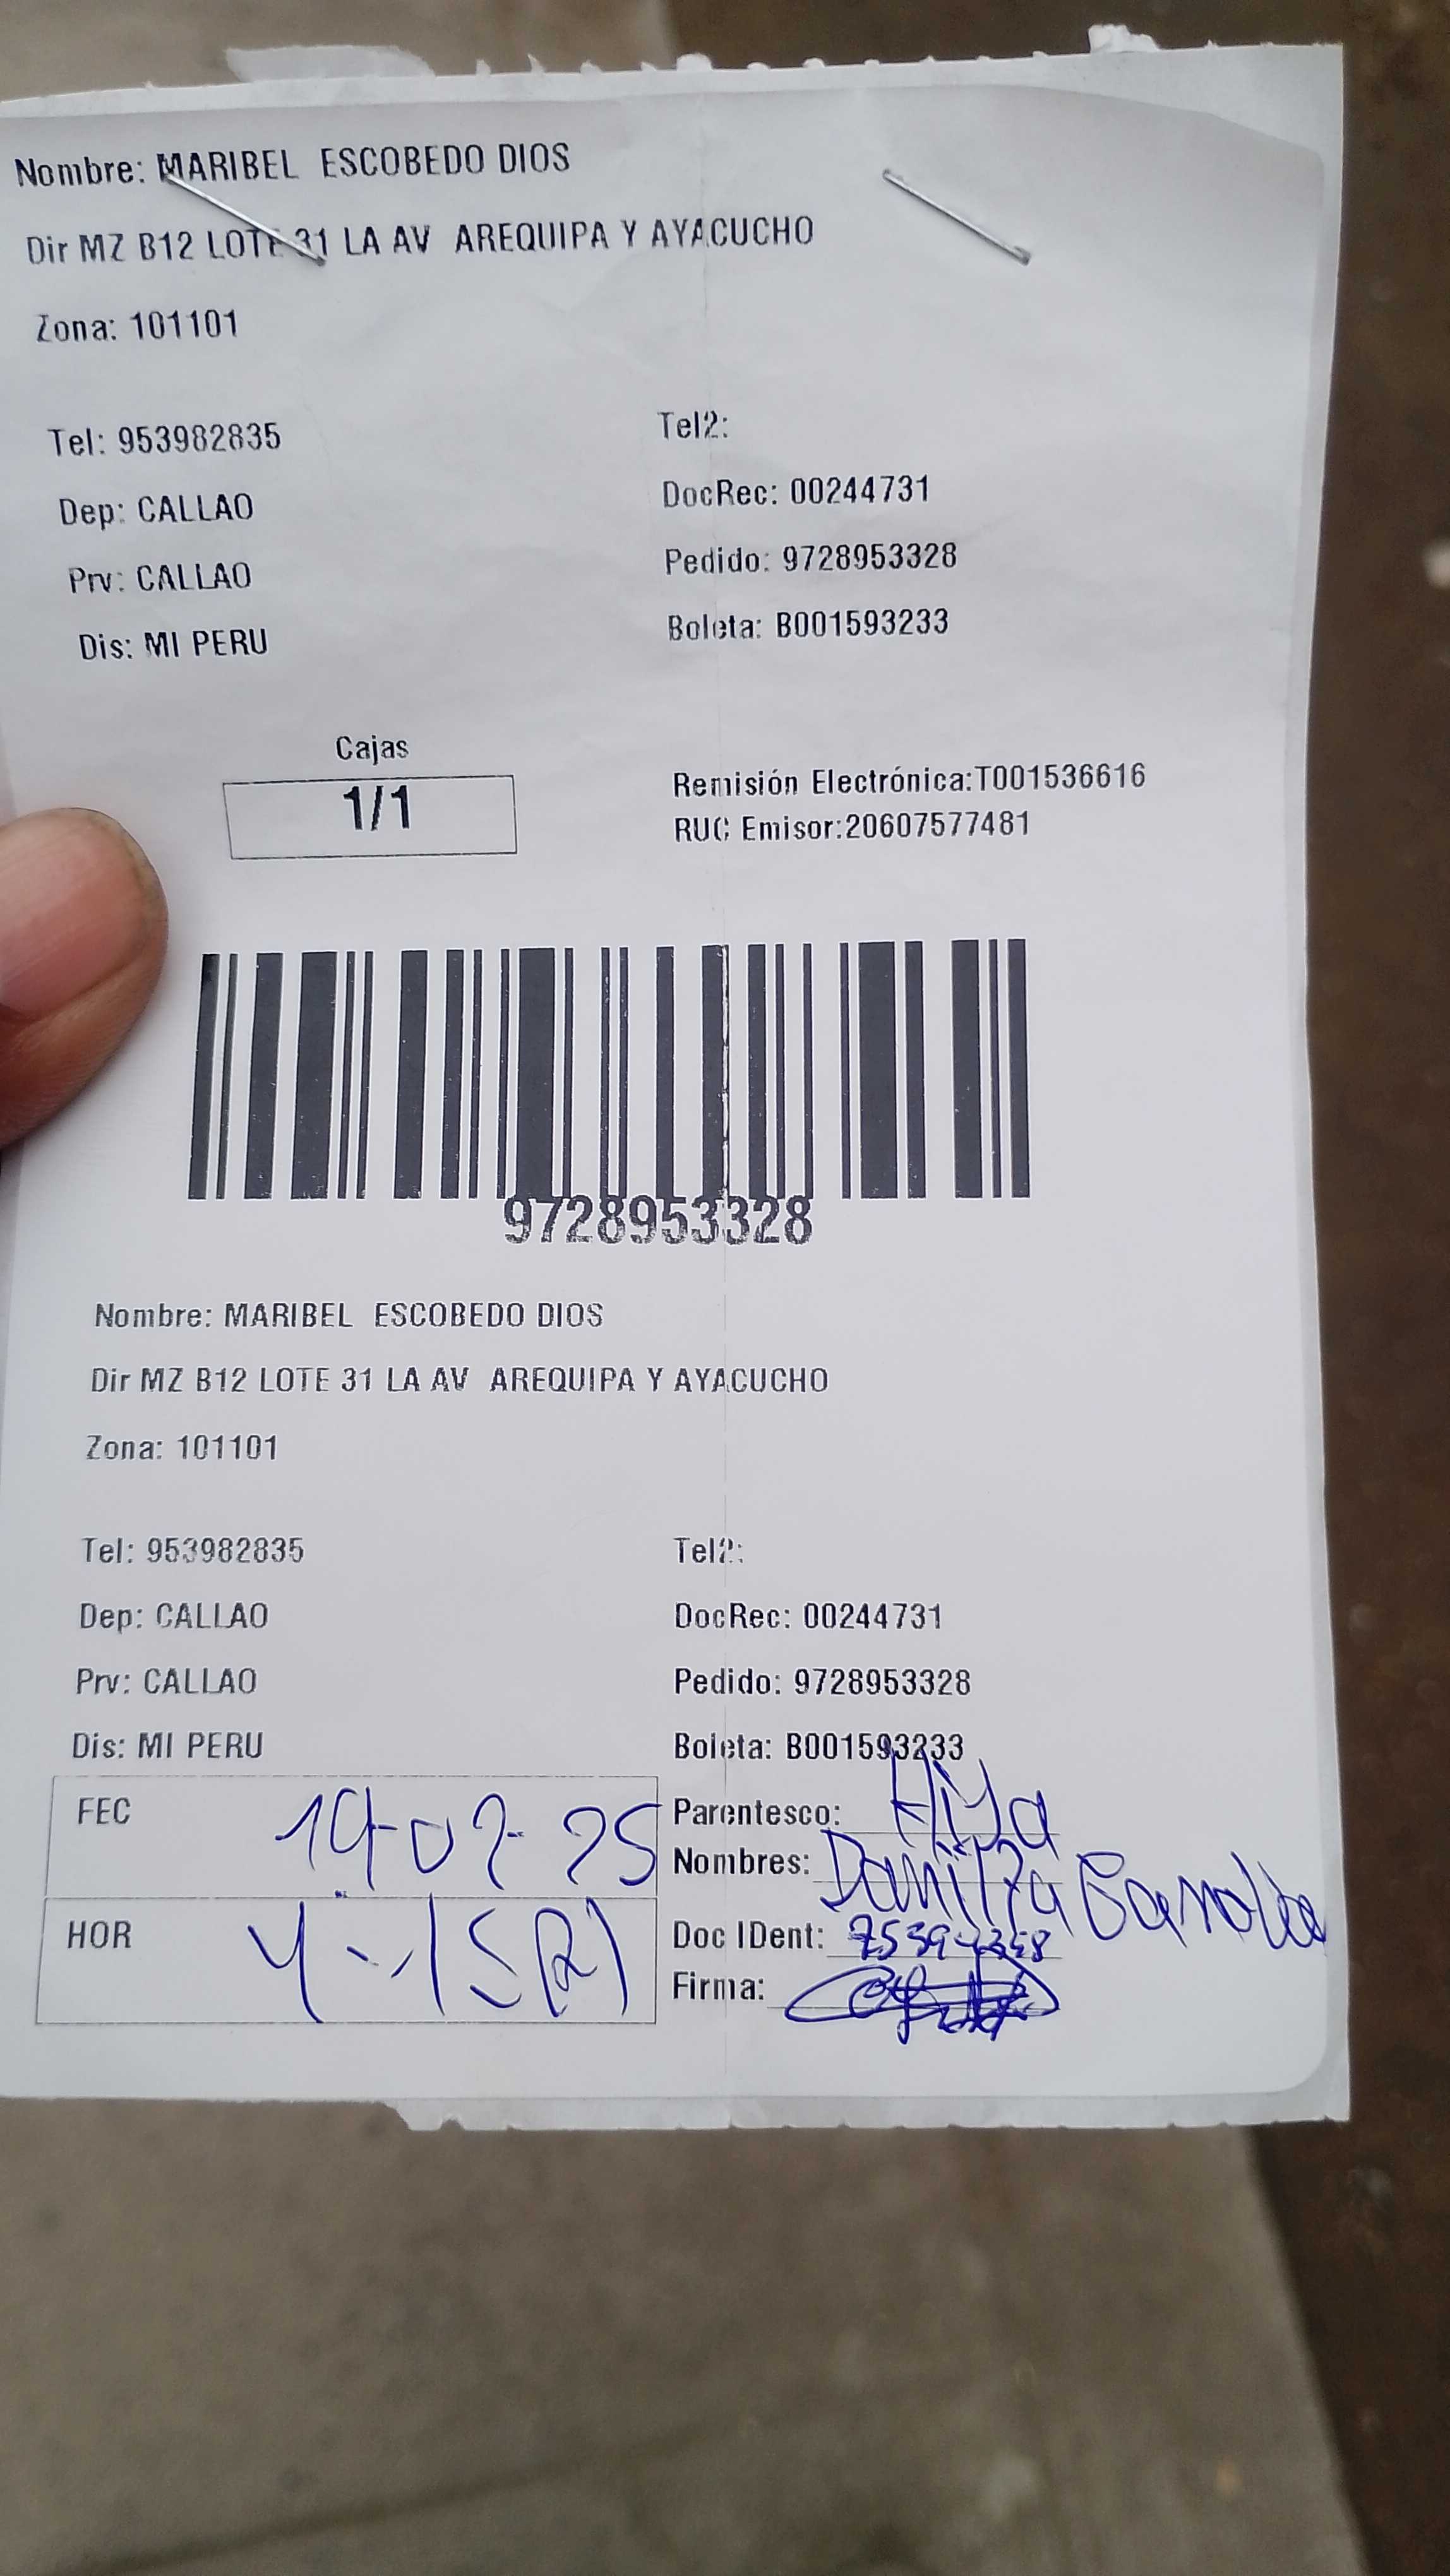 Nombre: MARIBEL ESCOBEDO DIOS
Dir MZ B12 LOTE 31 LA AV AREQUIPA Y AYACUCHO
Zona: 101101
Tel: 953982835 Tel2:
Dep: CALLAO DocRec: 00244731
Prv: CALLAO Pedido: 9728953328
Dis: MI PERU Boleta: B001593233
Cajas
1/1
Remisión Electrónica:T001536616
RUC Emisor:20607577481
9728953328
Nombre: MARIBEL ESCOBEDO DIOS
Dir MZ B12 LOTE 31 LA AV AREQUIPA Y AYACUCHO
Zona: 101101
Tel: 953982835 Tel2:
Dep: CALLAO DocRec: 00244731
Prv: CALLAO Pedido: 9728953328
Dis: MI PERU Boleta: B001593233
FEC Parentesco: Hija
Nombres: Danitza
HOR Doc IDent:
Firma: